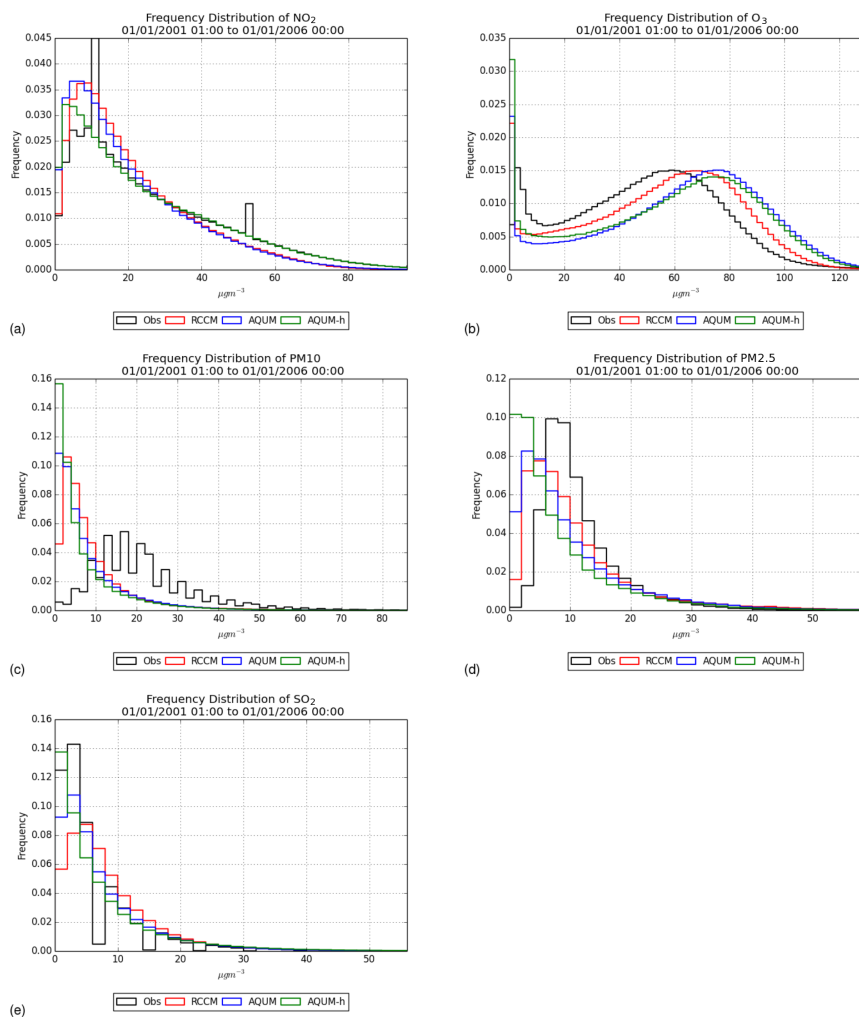 Frequency Distribution of NO₂
01/01/2001 01:00 to 01/01/2006 00:00
0.045
0.040
0.035
0.030
0.025
0.020
0.015
0.010
0.005
0.000
Frequency
0 20 40 60 80
μgm⁻³
Obs RCCM AQUM AQUM-h
(a)
Frequency Distribution of O₃
01/01/2001 01:00 to 01/01/2006 00:00
0.035
0.030
0.025
0.020
0.015
0.010
0.005
0.000
Frequency
0 20 40 60 80 100 120
μgm⁻³
Obs RCCM AQUM AQUM-h
(b)
Frequency Distribution of PM10
01/01/2001 01:00 to 01/01/2006 00:00
0.16
0.14
0.12
0.10
0.08
0.06
0.04
0.02
0.00
Frequency
0 10 20 30 40 50 60 70 80
μgm⁻³
Obs RCCM AQUM AQUM-h
(c)
Frequency Distribution of PM2.5
01/01/2001 01:00 to 01/01/2006 00:00
0.12
0.10
0.08
0.06
0.04
0.02
0.00
Frequency
0 10 20 30 40 50
μgm⁻³
Obs RCCM AQUM AQUM-h
(d)
Frequency Distribution of SO₂
01/01/2001 01:00 to 01/01/2006 00:00
0.16
0.14
0.12
0.10
0.08
0.06
0.04
0.02
0.00
Frequency
0 10 20 30 40 50
μgm⁻³
Obs RCCM AQUM AQUM-h
(e)